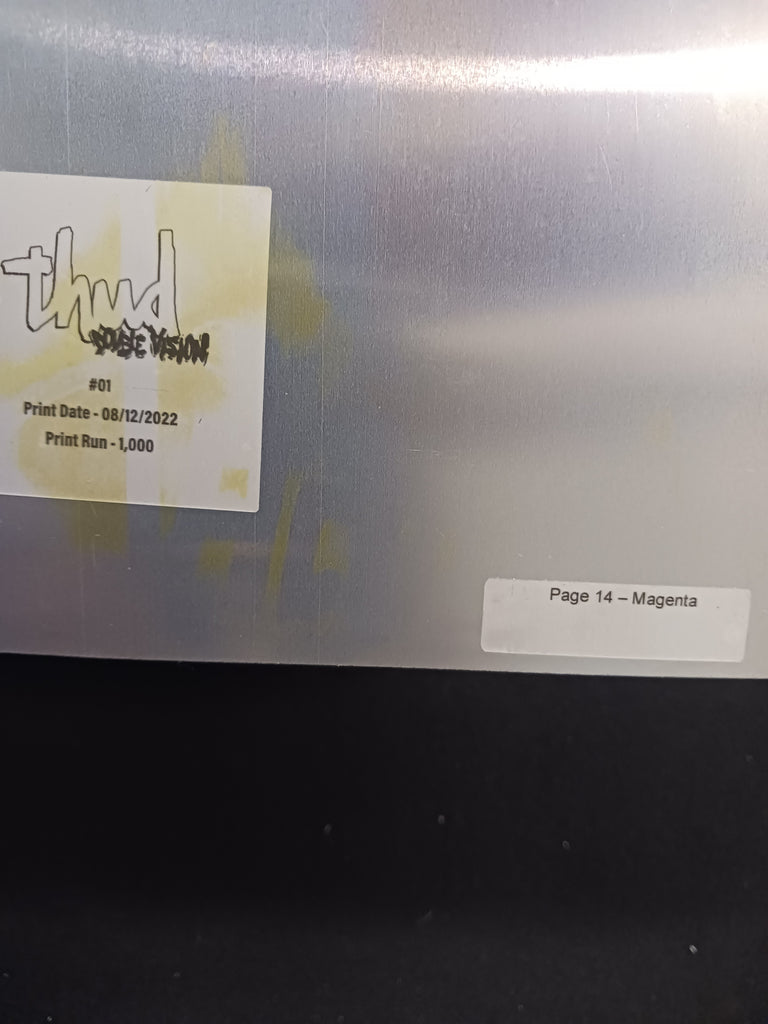 thud
DOUBLE VISION
#01
Print Date - 08/12/2022
Print Run - 1,000
Page 14 – Magenta